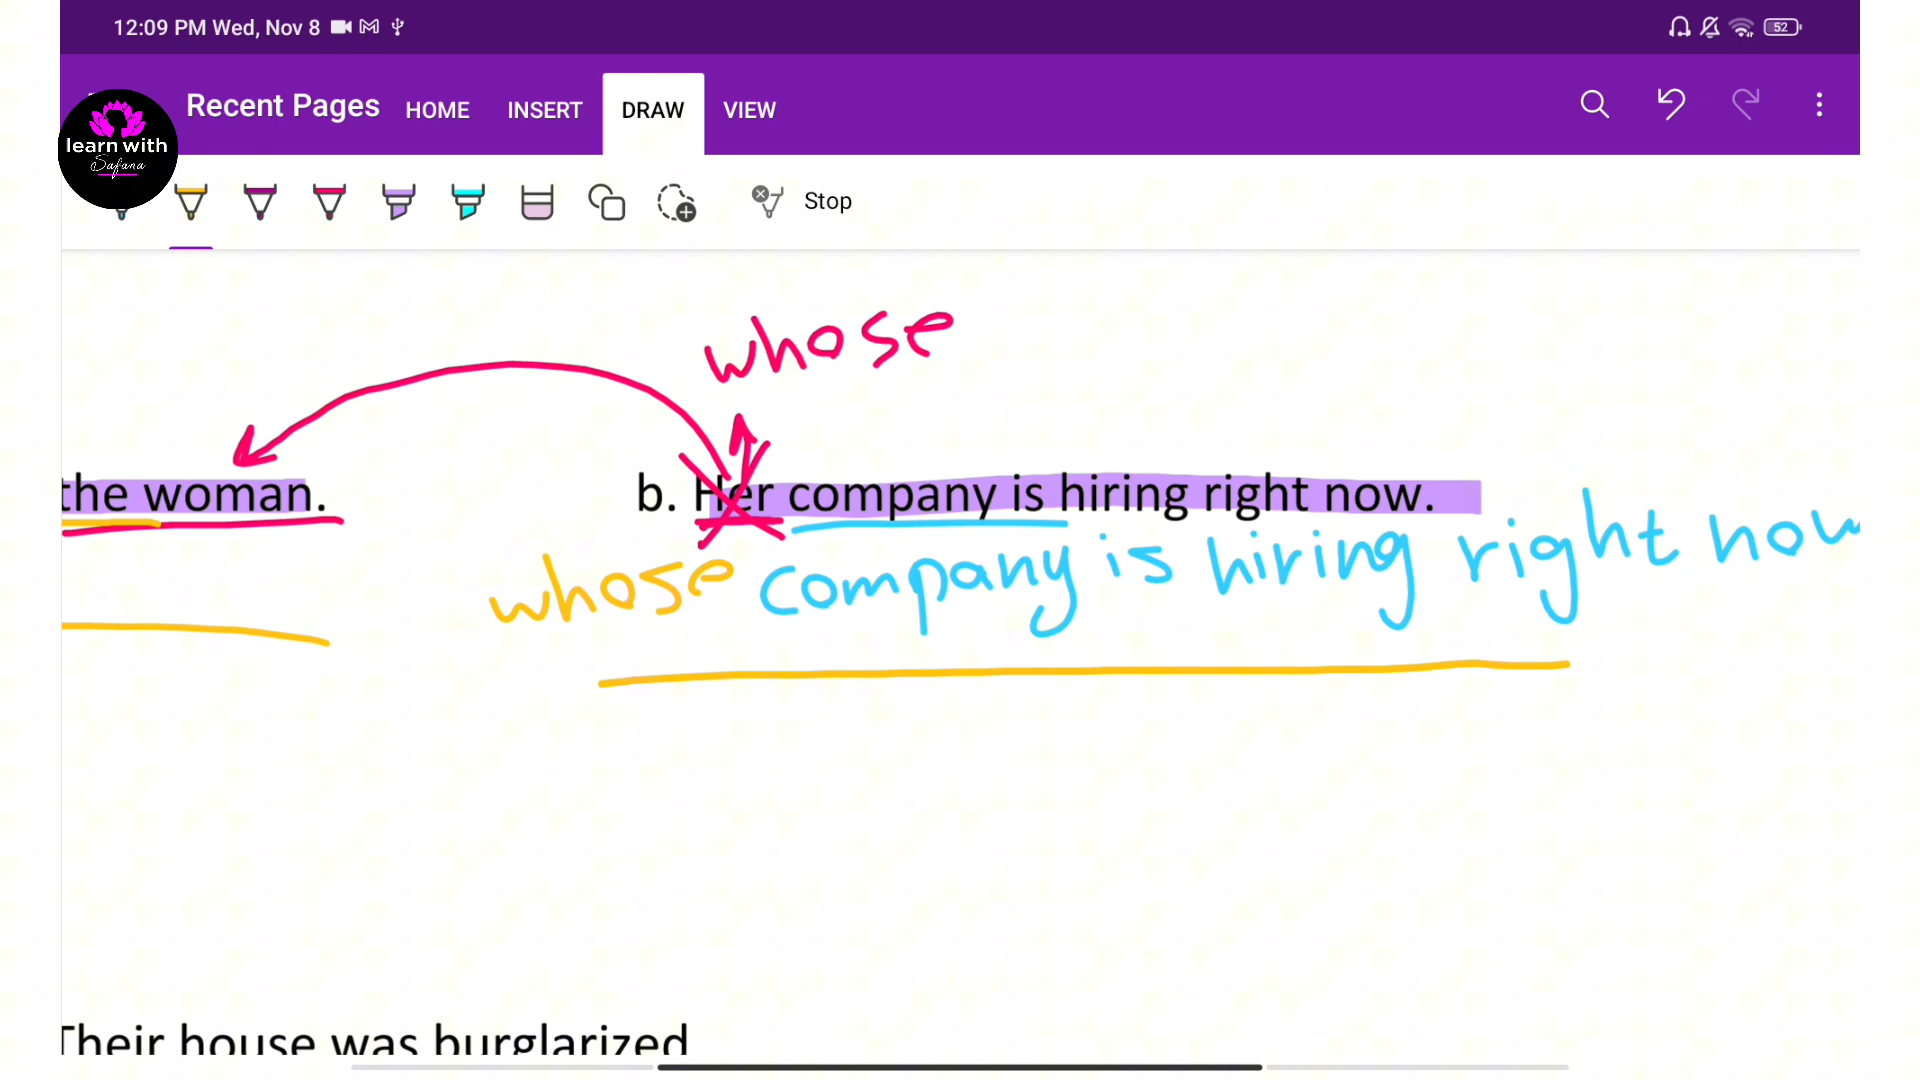 12:09 PM Wed, Nov 8
52
Recent Pages HOME INSERT DRAW VIEW
learn with
Safana
Stop
whose
the woman. b. Her company is hiring right now.
whose company is hiring right now
Their house was burglarized